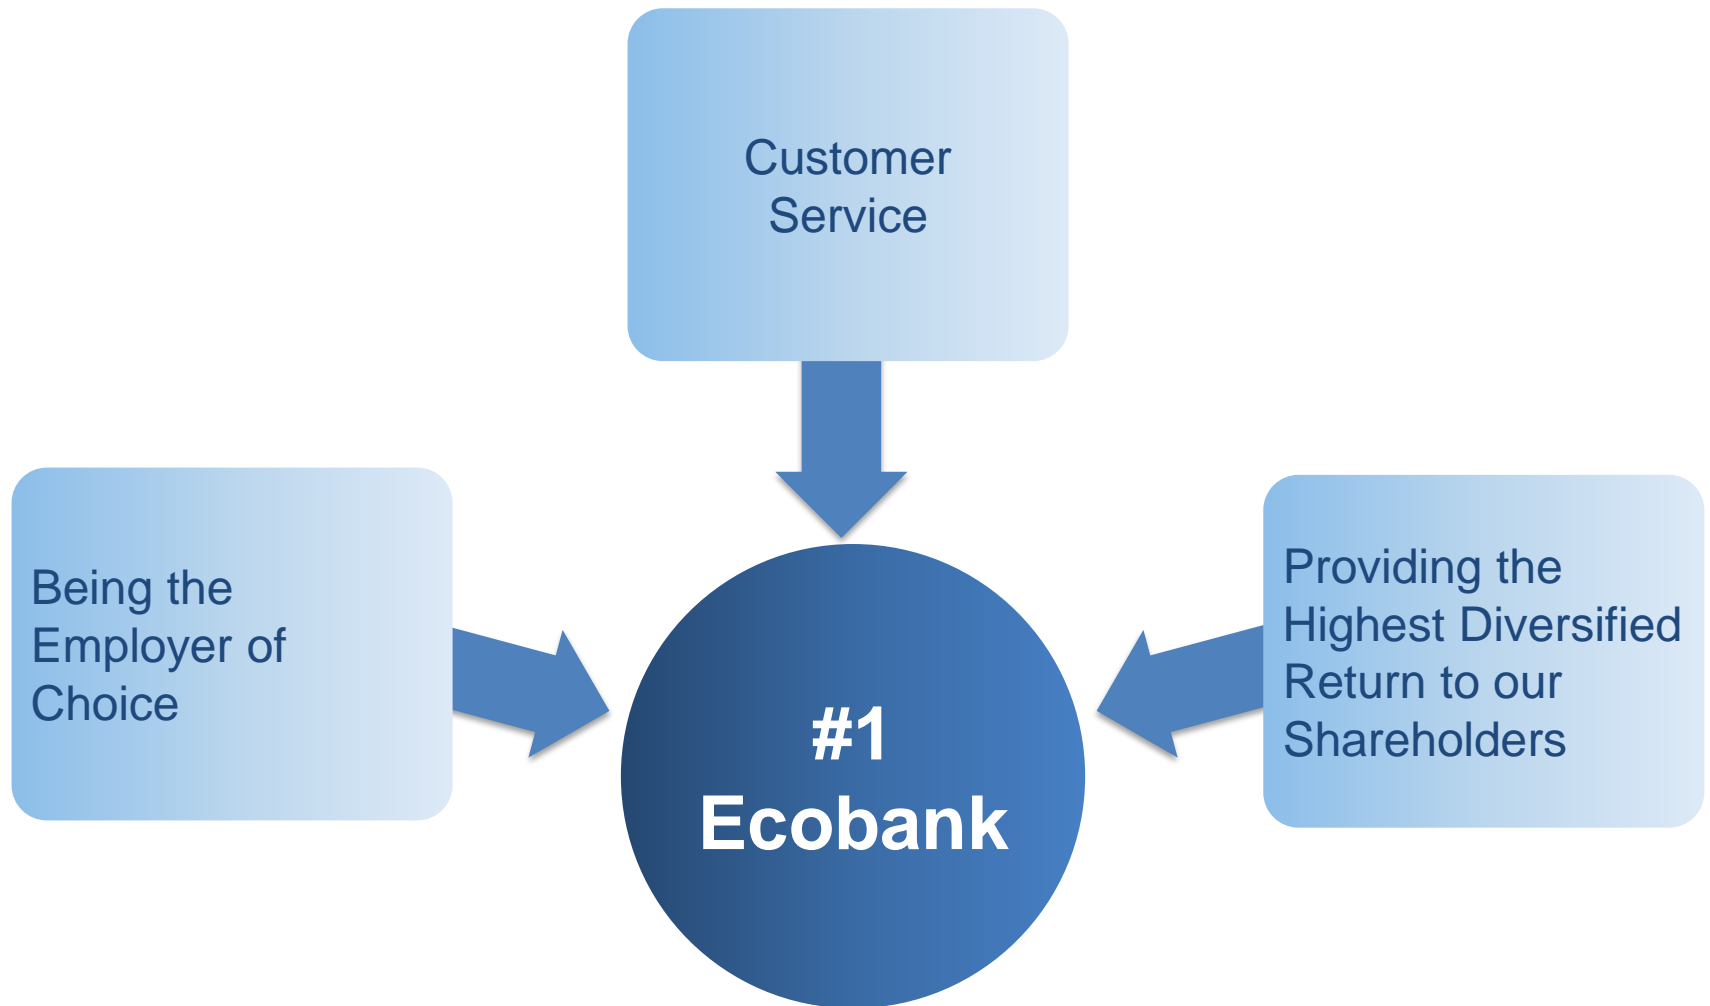 Customer
Service
Being the
Employer of
Choice
Providing the
Highest Diversified
Return to our
Shareholders
#1
Ecobank